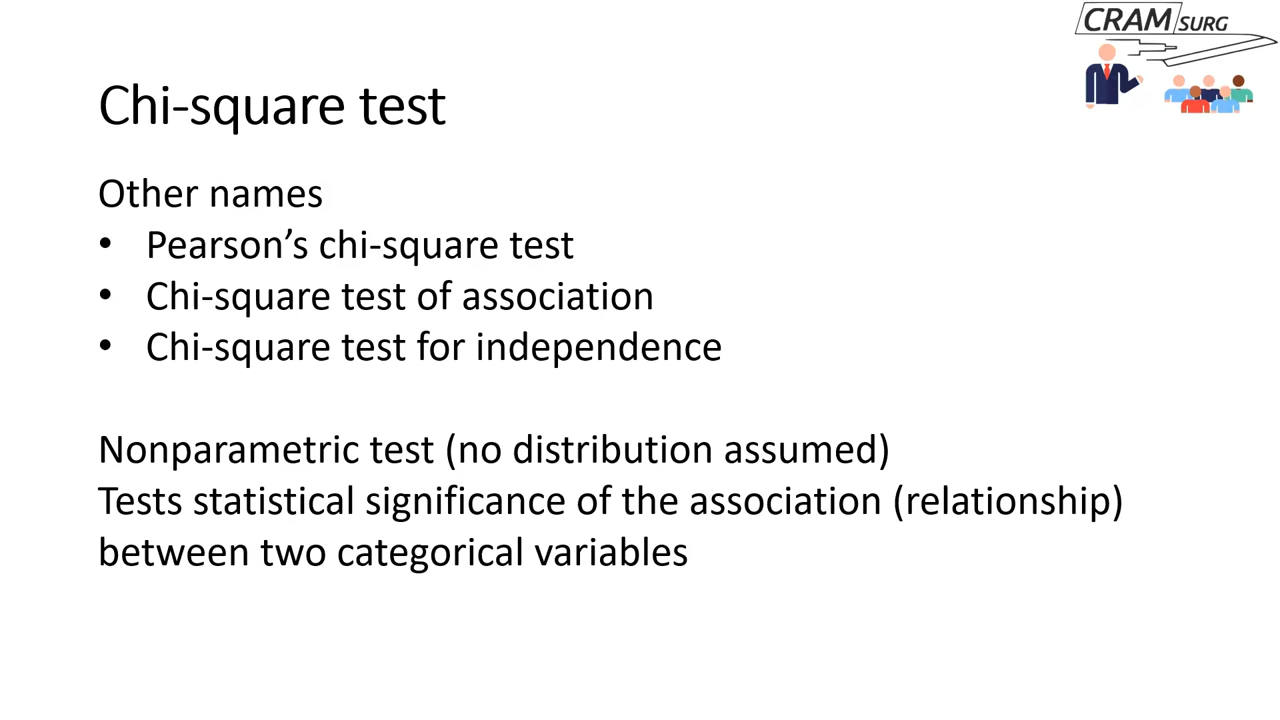 CRAM SURG
Chi-square test
Other names
• Pearson’s chi-square test
• Chi-square test of association
• Chi-square test for independence
Nonparametric test (no distribution assumed)
Tests statistical significance of the association (relationship)
between two categorical variables